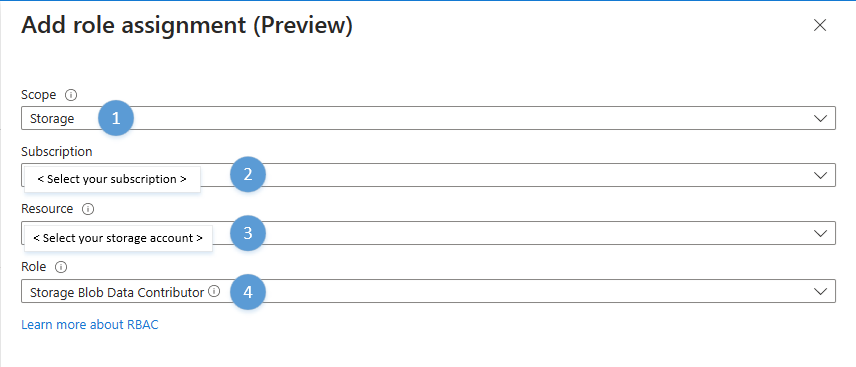 Add role assignment (Preview)
Scope
Storage
1
Subscription
< Select your subscription >
2
Resource
< Select your storage account >
3
Role
Storage Blob Data Contributor
4
Learn more about RBAC